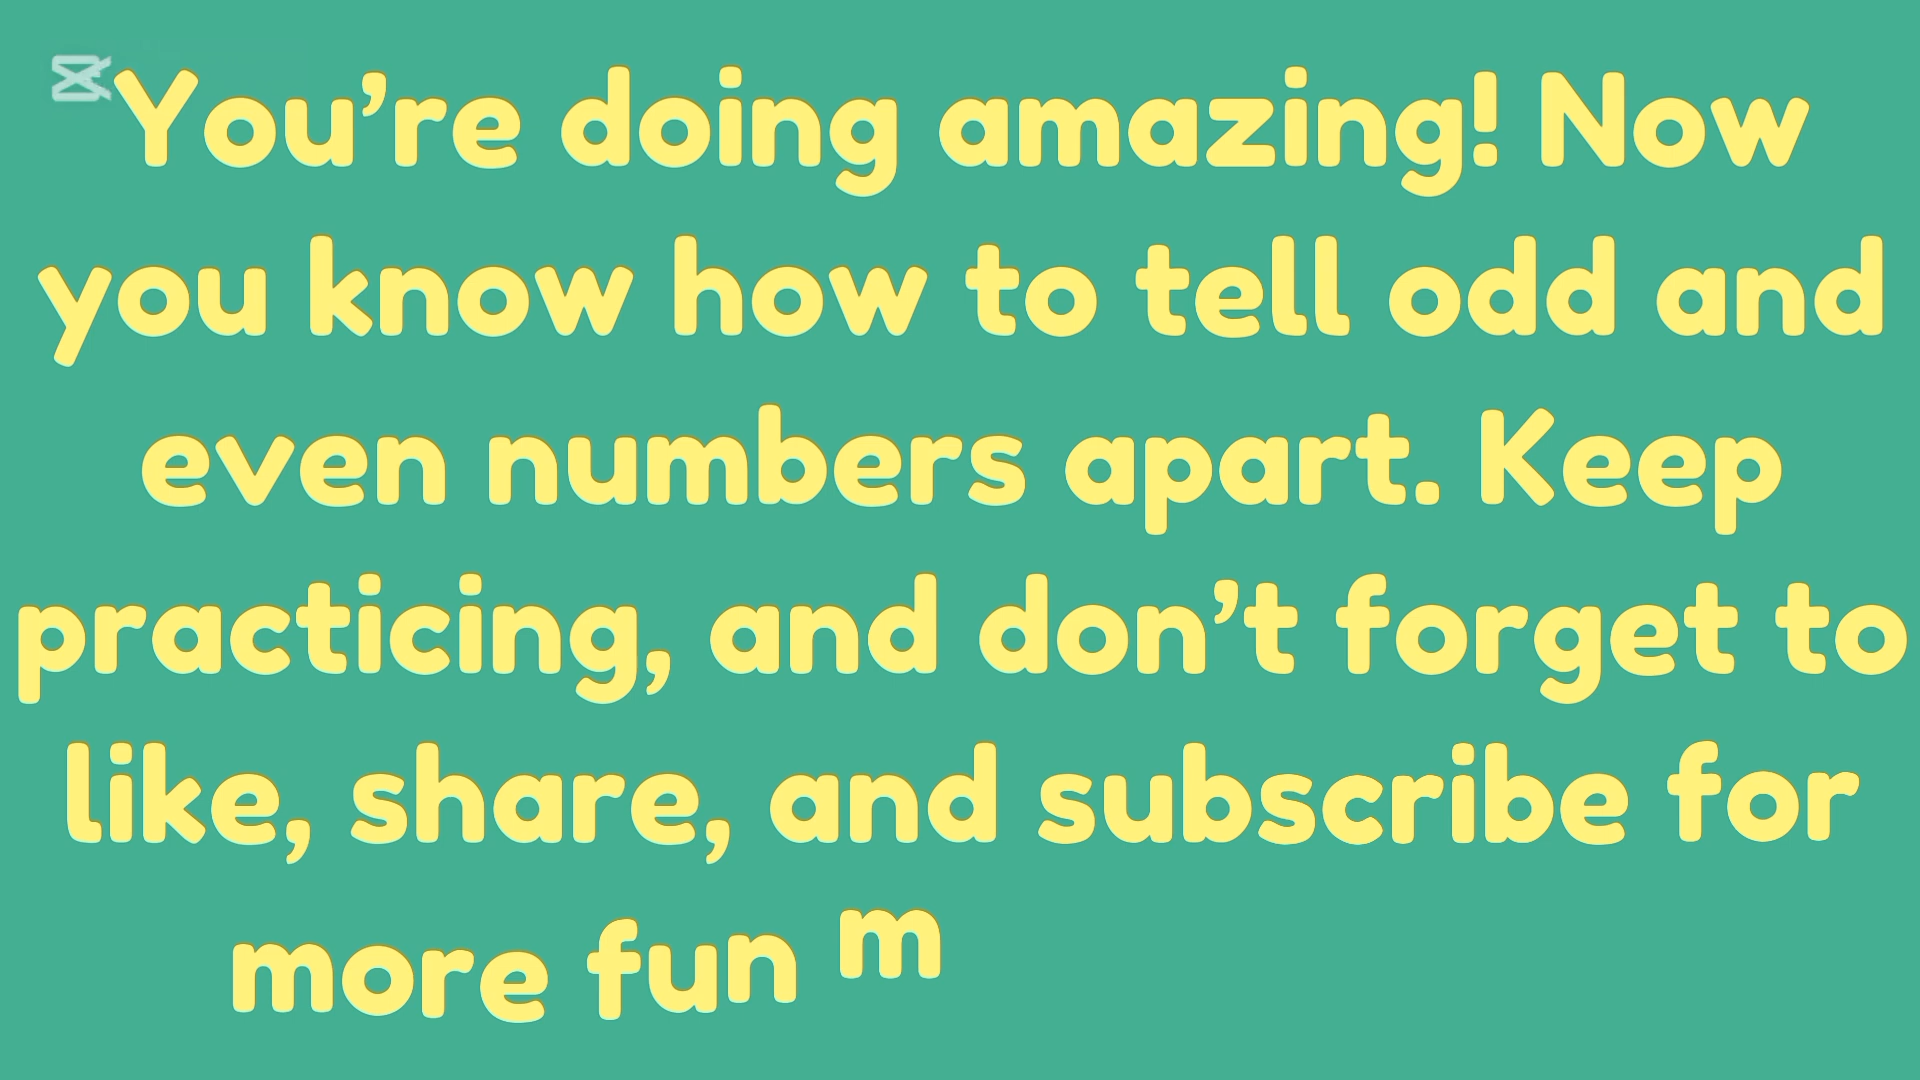 You’re doing amazing! Now
you know how to tell odd and
even numbers apart. Keep
practicing, and don’t forget to
like, share, and subscribe for
more fun m